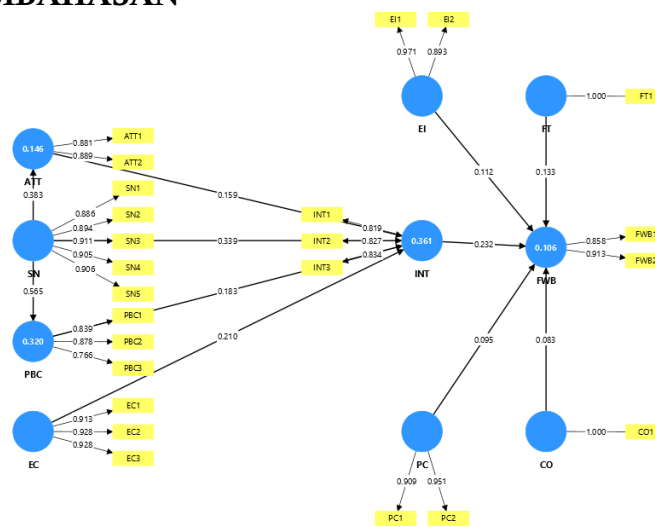 EI1 EI2
0.971 0.893
1.000 FT1
EI FT
0.146 0.881 ATT1
0.889 ATT2
ATT
0.383
0.159
0.112
0.133
SN1
0.886
0.894 SN2
0.911 SN3
0.905 SN4
0.906 SN5
SN
0.339
INT1
INT2
INT3
0.819
0.827
0.834
0.361
INT
0.232
0.106
FWB
0.858 FWB1
0.913 FWB2
0.565
0.183
0.210
0.320
PBC
0.839 PBC1
0.878 PBC2
0.766 PBC3
0.095
0.083
0.913 EC1
0.928 EC2
0.928 EC3
EC
PC CO
1.000 CO1
0.909 0.951
PC1 PC2